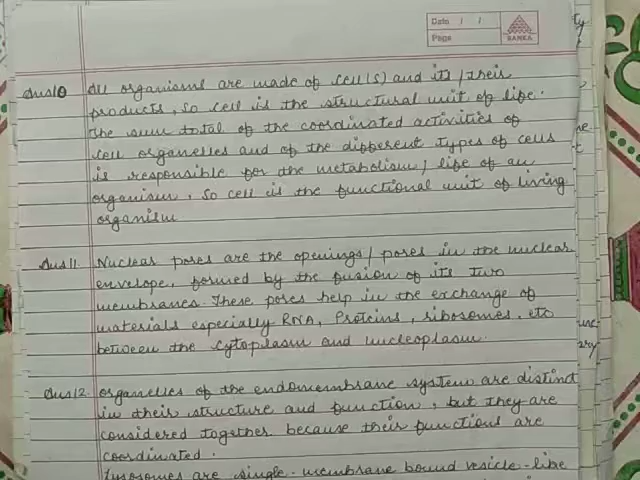 Date / /
Page
RAMKA
Ans10 All organisms are made of cell(s) and its/their
products, so cell is the structural unit of life.
The sum total of the coordinated activities of
cell organelles and of the different types of cells
is responsible for the metabolism/life of an
organism, so cell is the functional unit of living
organism
Ans11. Nuclear pores are the openings/pores in the nuclear
envelope, formed by the fusion of its two
membranes. These pores help in the exchange of
materials especially RNA, Proteins, ribosomes, etc
between the cytoplasm and nucleoplasm.
Ans12. organelles of the endomembrane system are distinct
in their structure and function, but they are
considered together because their functions are
coordinated.
Lysosomes are single-membrane bound vesicle-like